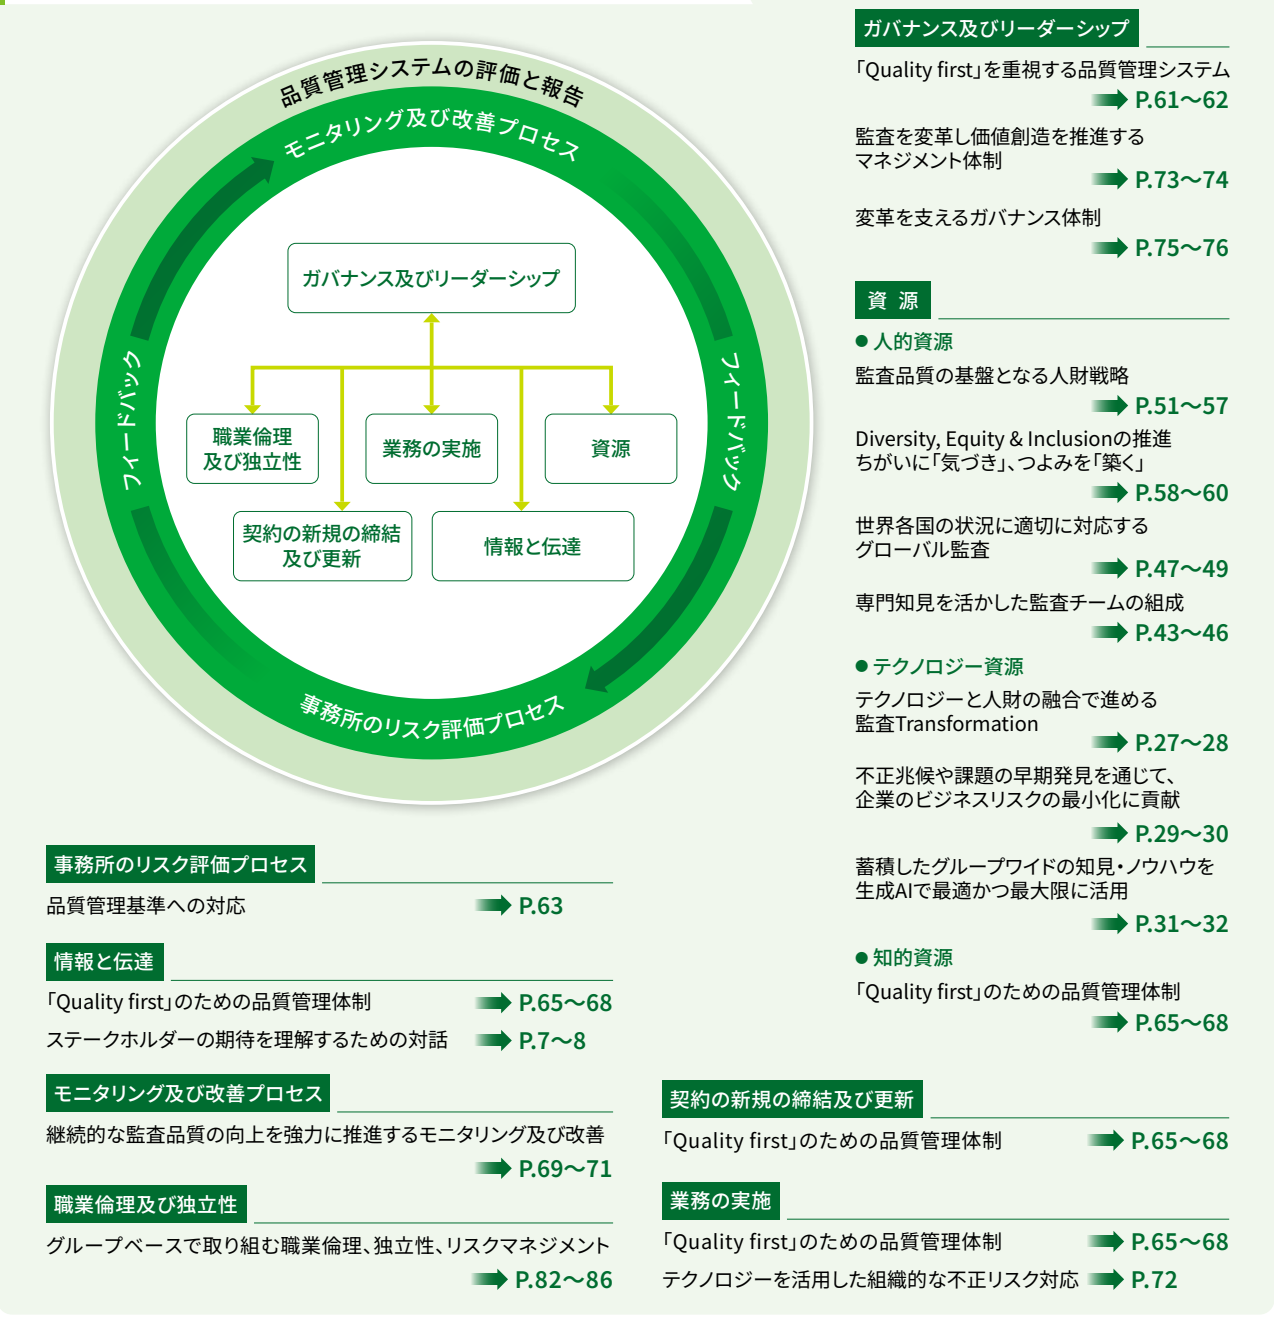 品質管理システムの評価と報告
モニタリング及び改善プロセス
フィードバック
フィードバック
事務所のリスク評価プロセス
ガバナンス及びリーダーシップ
職業倫理
及び独立性
業務の実施
資源
契約の新規の締結
及び更新
情報と伝達
ガバナンス及びリーダーシップ
「Quality first」を重視する品質管理システム
P.61〜62
監査を変革し価値創造を推進する
マネジメント体制
P.73〜74
変革を支えるガバナンス体制
P.75〜76
資 源
●人的資源
監査品質の基盤となる人財戦略
P.51〜57
Diversity, Equity & Inclusionの推進
ちがいに「気づき」、つよみを「築く」
P.58〜60
世界各国の状況に適切に対応する
グローバル監査
P.47〜49
専門知見を活かした監査チームの組成
P.43〜46
●テクノロジー資源
テクノロジーと人財の融合で進める
監査Transformation
P.27〜28
不正兆候や課題の早期発見を通じて、
企業のビジネスリスクの最小化に貢献
P.29〜30
蓄積したグループワイドの知見・ノウハウを
生成AIで最適かつ最大限に活用
P.31〜32
●知的資源
「Quality first」のための品質管理体制
P.65〜68
事務所のリスク評価プロセス
品質管理基準への対応 P.63
情報と伝達
「Quality first」のための品質管理体制 P.65〜68
ステークホルダーの期待を理解するための対話 P.7〜8
モニタリング及び改善プロセス
継続的な監査品質の向上を強力に推進するモニタリング及び改善
P.69〜71
職業倫理及び独立性
グループベースで取り組む職業倫理、独立性、リスクマネジメント
P.82〜86
契約の新規の締結及び更新
「Quality first」のための品質管理体制 P.65〜68
業務の実施
「Quality first」のための品質管理体制 P.65〜68
テクノロジーを活用した組織的な不正リスク対応 P.72